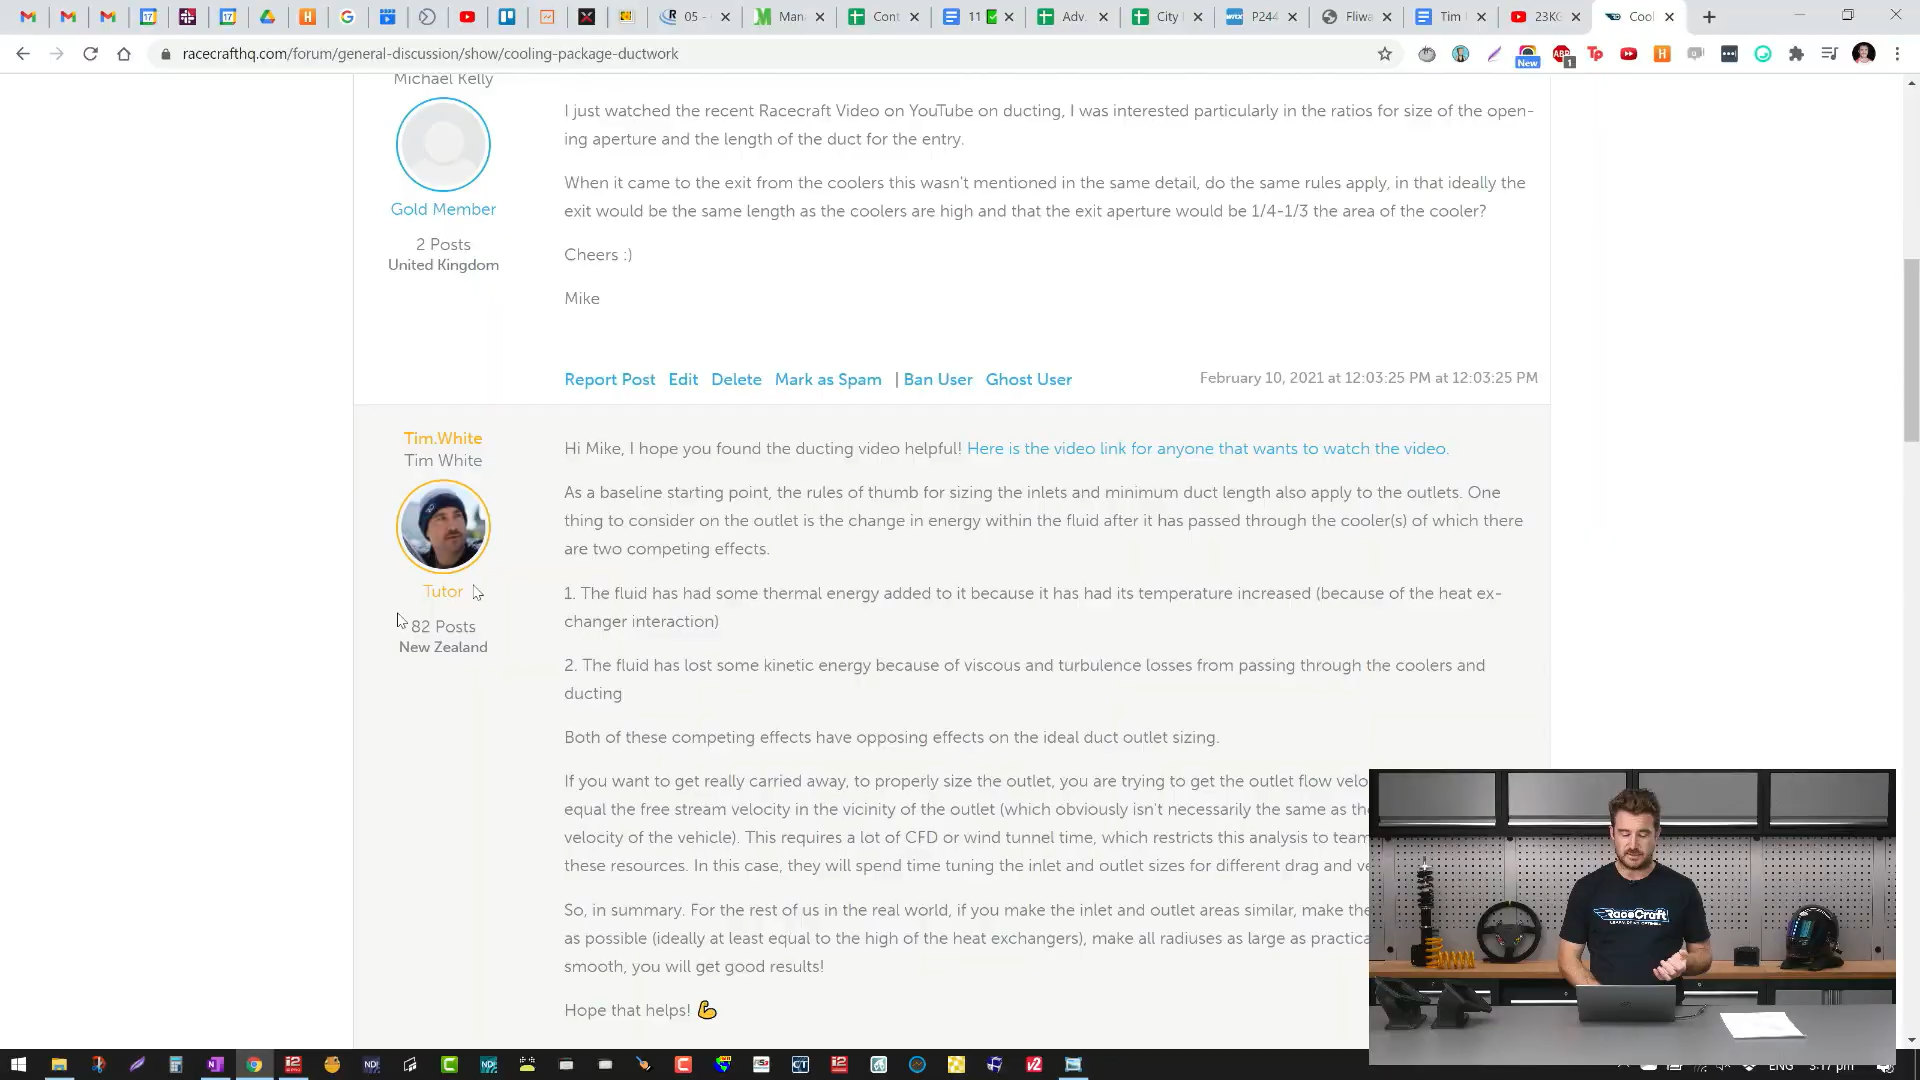 05 -
Man
Cont
11
Adv.
City
P244
Fliwa
Tim
23KG
Cool
racecrafthq.com/forum/general-discussion/show/cooling-package-ductwork
New
1
Michael Kelly
Gold Member
2 Posts
United Kingdom
I just watched the recent Racecraft Video on YouTube on ducting, I was interested particularly in the ratios for size of the open-
ing aperture and the length of the duct for the entry.
When it came to the exit from the coolers this wasn't mentioned in the same detail, do the same rules apply, in that ideally the
exit would be the same length as the coolers are high and that the exit aperture would be 1/4-1/3 the area of the cooler?
Cheers :)
Mike
Report Post Edit Delete Mark as Spam | Ban User Ghost User
February 10, 2021 at 12:03:25 PM at 12:03:25 PM
Tim.White
Tim White
Tutor
82 Posts
New Zealand
Hi Mike, I hope you found the ducting video helpful! Here is the video link for anyone that wants to watch the video.
As a baseline starting point, the rules of thumb for sizing the inlets and minimum duct length also apply to the outlets. One
thing to consider on the outlet is the change in energy within the fluid after it has passed through the cooler(s) of which there
are two competing effects.
1. The fluid has had some thermal energy added to it because it has had its temperature increased (because of the heat ex-
changer interaction)
2. The fluid has lost some kinetic energy because of viscous and turbulence losses from passing through the coolers and
ducting
Both of these competing effects have opposing effects on the ideal duct outlet sizing.
If you want to get really carried away, to properly size the outlet, you are trying to get the outlet flow velo
equal the free stream velocity in the vicinity of the outlet (which obviously isn't necessarily the same as the
velocity of the vehicle). This requires a lot of CFD or wind tunnel time, which restricts this analysis to team
these resources. In this case, they will spend time tuning the inlet and outlet sizes for different drag and ve
So, in summary. For the rest of us in the real world, if you make the inlet and outlet areas similar, make the
as possible (ideally at least equal to the high of the heat exchangers), make all radiuses as large as practica
smooth, you will get good results!
Hope that helps! 💪
RaceCraft
ENG
3:17 pm